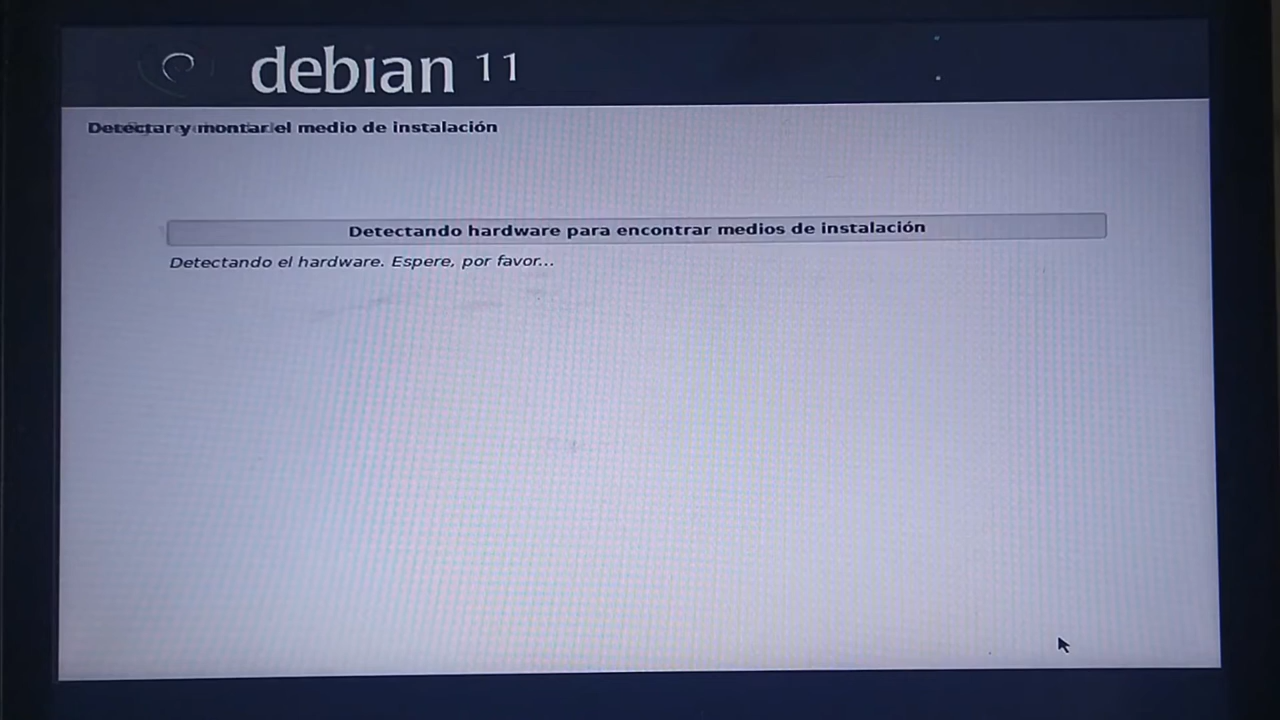 debian 11
Detectar y montar el medio de instalación
Detectando hardware para encontrar medios de instalación
Detectando el hardware. Espere, por favor...